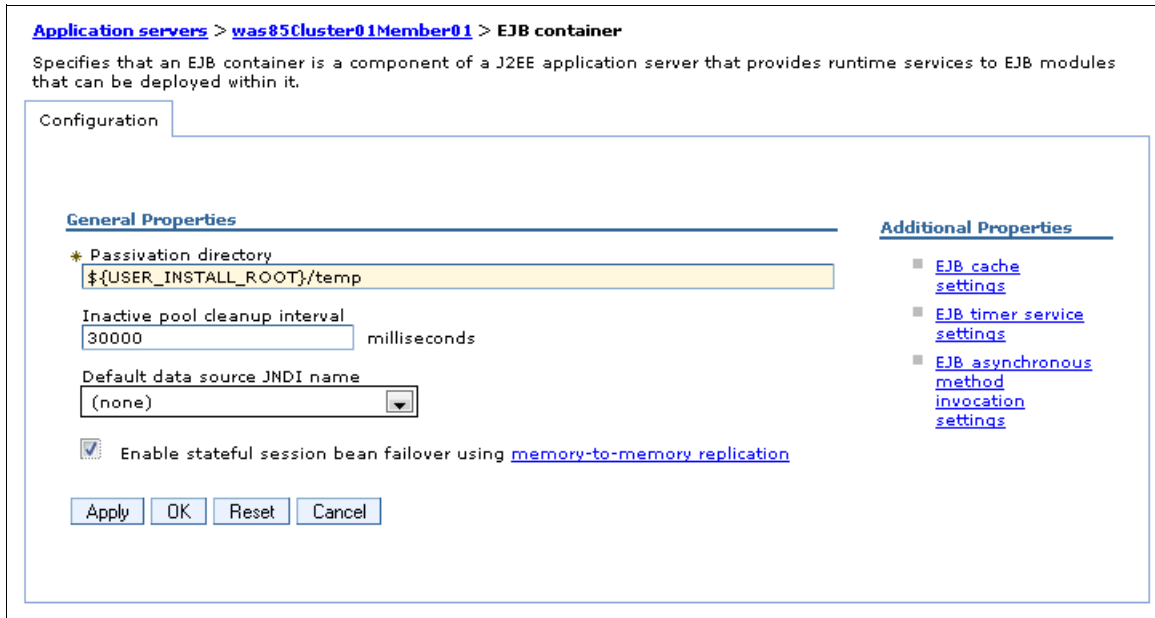 Application servers > was85Cluster01Member01 > EJB container
Specifies that an EJB container is a component of a J2EE application server that provides runtime services to EJB modules
that can be deployed within it.
Configuration
General Properties
* Passivation directory
${USER_INSTALL_ROOT}/temp
Inactive pool cleanup interval
30000 milliseconds
Default data source JNDI name
(none)
Enable stateful session bean failover using memory-to-memory replication
Apply OK Reset Cancel
Additional Properties
EJB cache
settings
EJB timer service
settings
EJB asynchronous
method
invocation
settings